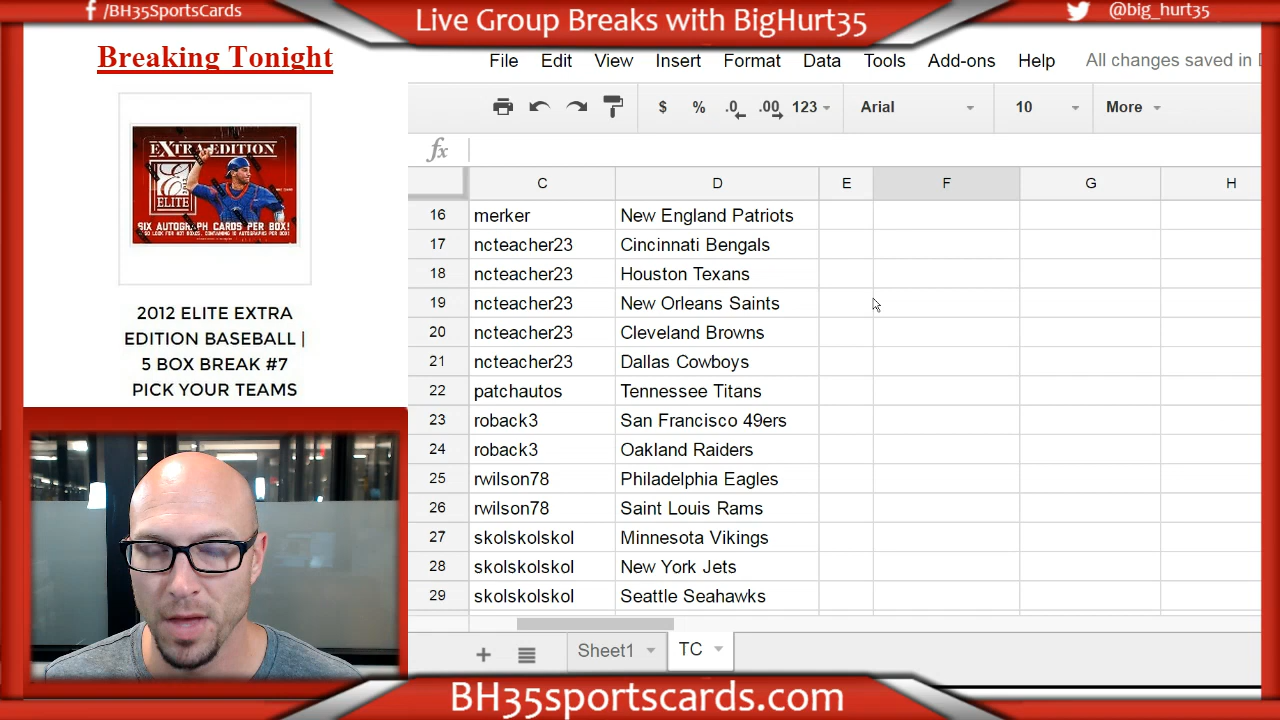 /BH35SportsCards
Live Group Breaks with BigHurt35
@big_hurt35
Breaking Tonight
EXTRA EDITION
ELITE
SIX AUTOGRAPH CARDS PER BOX!
2012 ELITE EXTRA
EDITION BASEBALL |
5 BOX BREAK #7
PICK YOUR TEAMS
File Edit View Insert Format Data Tools Add-ons Help All changes saved in D
$ % .0 .00 123 Arial 10 More
fx
C D E F G H
16 merker New England Patriots
17 ncteacher23 Cincinnati Bengals
18 ncteacher23 Houston Texans
19 ncteacher23 New Orleans Saints
20 ncteacher23 Cleveland Browns
21 ncteacher23 Dallas Cowboys
22 patchautos Tennessee Titans
23 roback3 San Francisco 49ers
24 roback3 Oakland Raiders
25 rwilson78 Philadelphia Eagles
26 rwilson78 Saint Louis Rams
27 skolskolskol Minnesota Vikings
28 skolskolskol New York Jets
29 skolskolskol Seattle Seahawks
Sheet1 TC
BH35sportscards.com